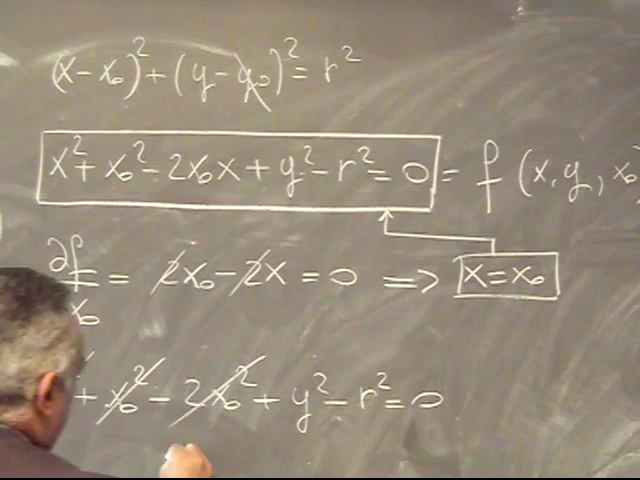 (x - x₀)² + (y - y₀)² = r²
x² + x₀² - 2x₀x + y² - r² = 0 = f (x, y, x₀
∂f/x₀ = 2x₀ - 2x = 0 => x = x₀
+ x₀² - 2x₀² + y² - r² = 0